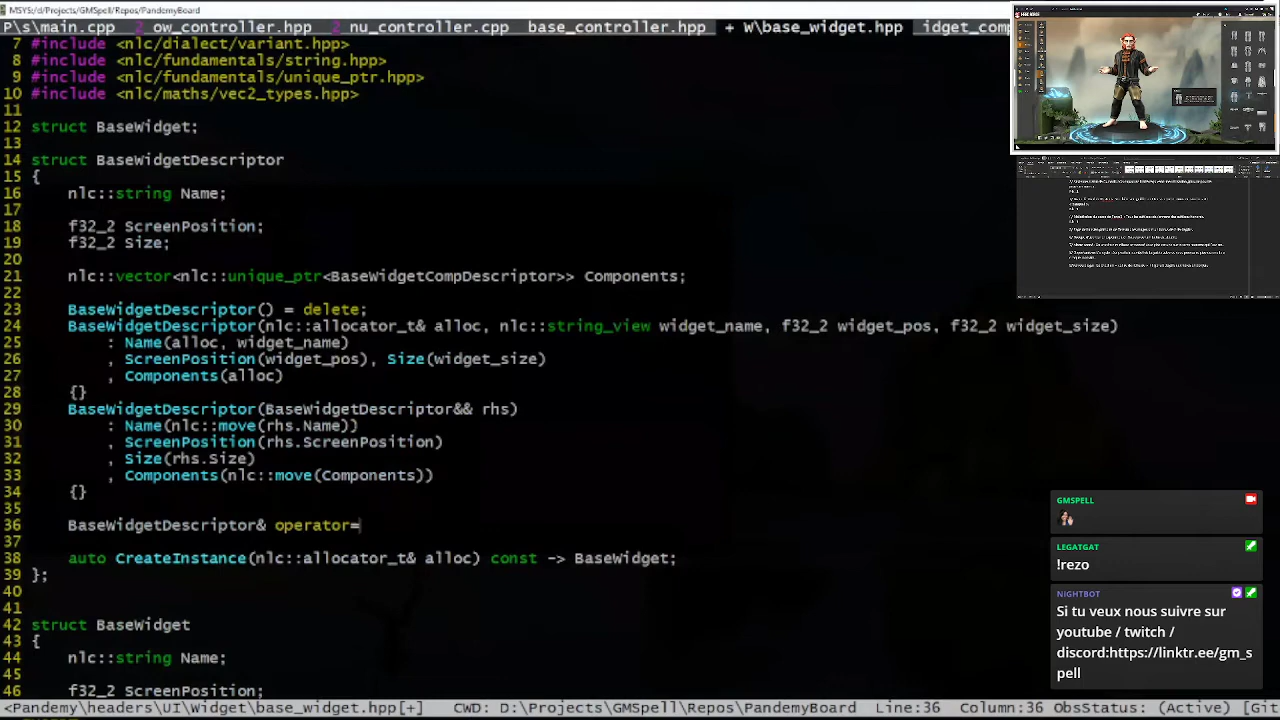 MSYS:/d/Projects/GMSpell/Repos/PandemyBoard
P\s\main.cpp  2 ow_controller.cpp  2 nu_controller.cpp  base_controller.hpp  + W\base_widget.hpp  idget_comp
7 #include <nlc/dialect/variant.hpp>
8 #include <nlc/fundamentals/string.hpp>
9 #include <nlc/fundamentals/unique_ptr.hpp>
10 #include <nlc/maths/vec2_types.hpp>
11
12 struct BaseWidget;
13
14 struct BaseWidgetDescriptor
15 {
16     nlc::string Name;
17
18     f32_2 ScreenPosition;
19     f32_2 Size;
20
21     nlc::vector<nlc::unique_ptr<BaseWidgetCompDescriptor>> Components;
22
23     BaseWidgetDescriptor() = delete;
24     BaseWidgetDescriptor(nlc::allocator_t& alloc, nlc::string_view widget_name, f32_2 widget_pos, f32_2 widget_size)
25         : Name(alloc, widget_name)
26         , ScreenPosition(widget_pos), Size(widget_size)
27         , Components(alloc)
28     {}
29     BaseWidgetDescriptor(BaseWidgetDescriptor&& rhs)
30         : Name(nlc::move(rhs.Name))
31         , ScreenPosition(rhs.ScreenPosition)
32         , Size(rhs.Size)
33         , Components(nlc::move(Components))
34     {}
35
36     BaseWidgetDescriptor& operator=
37
38     auto CreateInstance(nlc::allocator_t& alloc) const -> BaseWidget;
39 };
40
41
42 struct BaseWidget
43 {
44     nlc::string Name;
45
46     f32_2 ScreenPosition;
<Pandemy\headers\UI\Widget\base_widget.hpp[+]  CWD: D:\Projects\GMSpell\Repos\PandemyBoard  Line:36  Column:36 ObsStatus: (Active) [Git
GMSPELL
LEGATGAT
!rezo
NIGHTBOT
Si tu veux nous suivre sur
youtube / twitch /
discord:https://linktr.ee/gm_s
pell